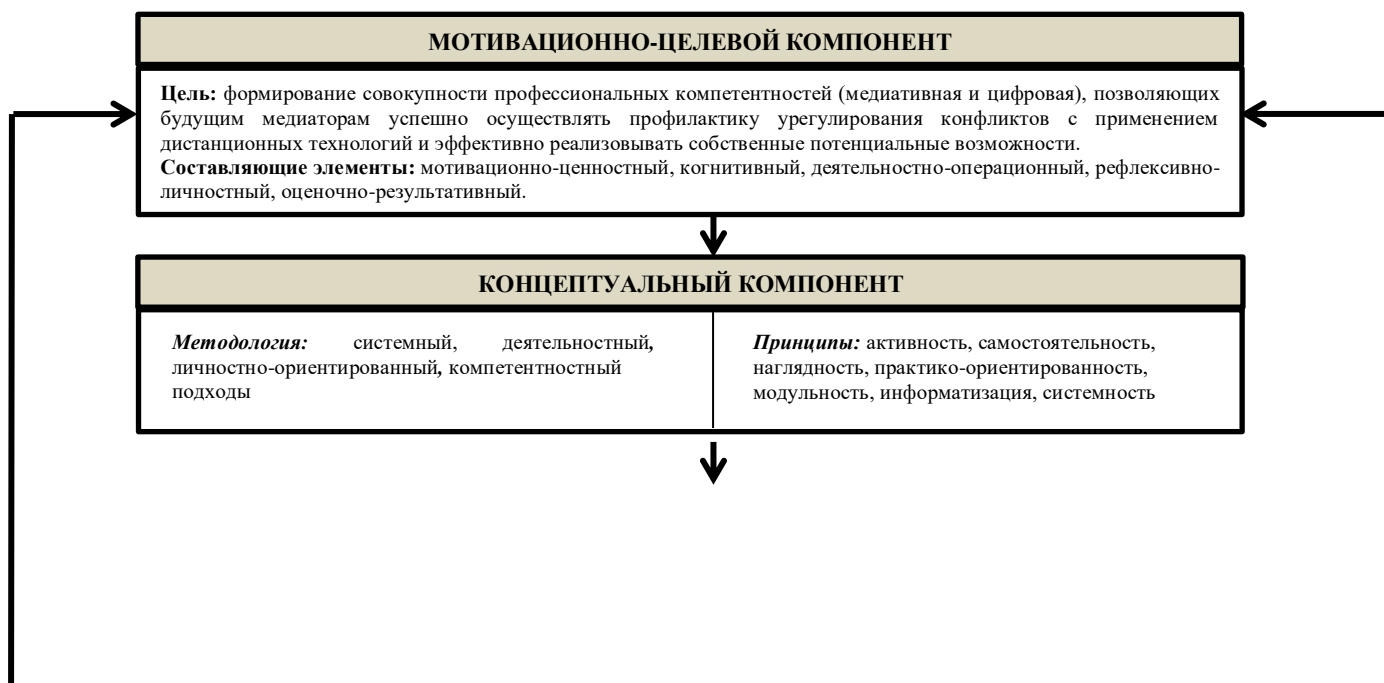 МОТИВАЦИОННО-ЦЕЛЕВОЙ КОМПОНЕНТ
Цель: формирование совокупности профессиональных компетентностей (медиативная и цифровая), позволяющих
будущим медиаторам успешно осуществлять профилактику урегулирования конфликтов с применением
дистанционных технологий и эффективно реализовывать собственные потенциальные возможности.
Составляющие элементы: мотивационно-ценностный, когнитивный, деятельностно-операционный, рефлексивно-
личностный, оценочно-результативный.
КОНЦЕПТУАЛЬНЫЙ КОМПОНЕНТ
Методология: системный, деятельностный,
личностно-ориентированный, компетентностный
подходы
Принципы: активность, самостоятельность,
наглядность, практико-ориентированность,
модульность, информатизация, системность